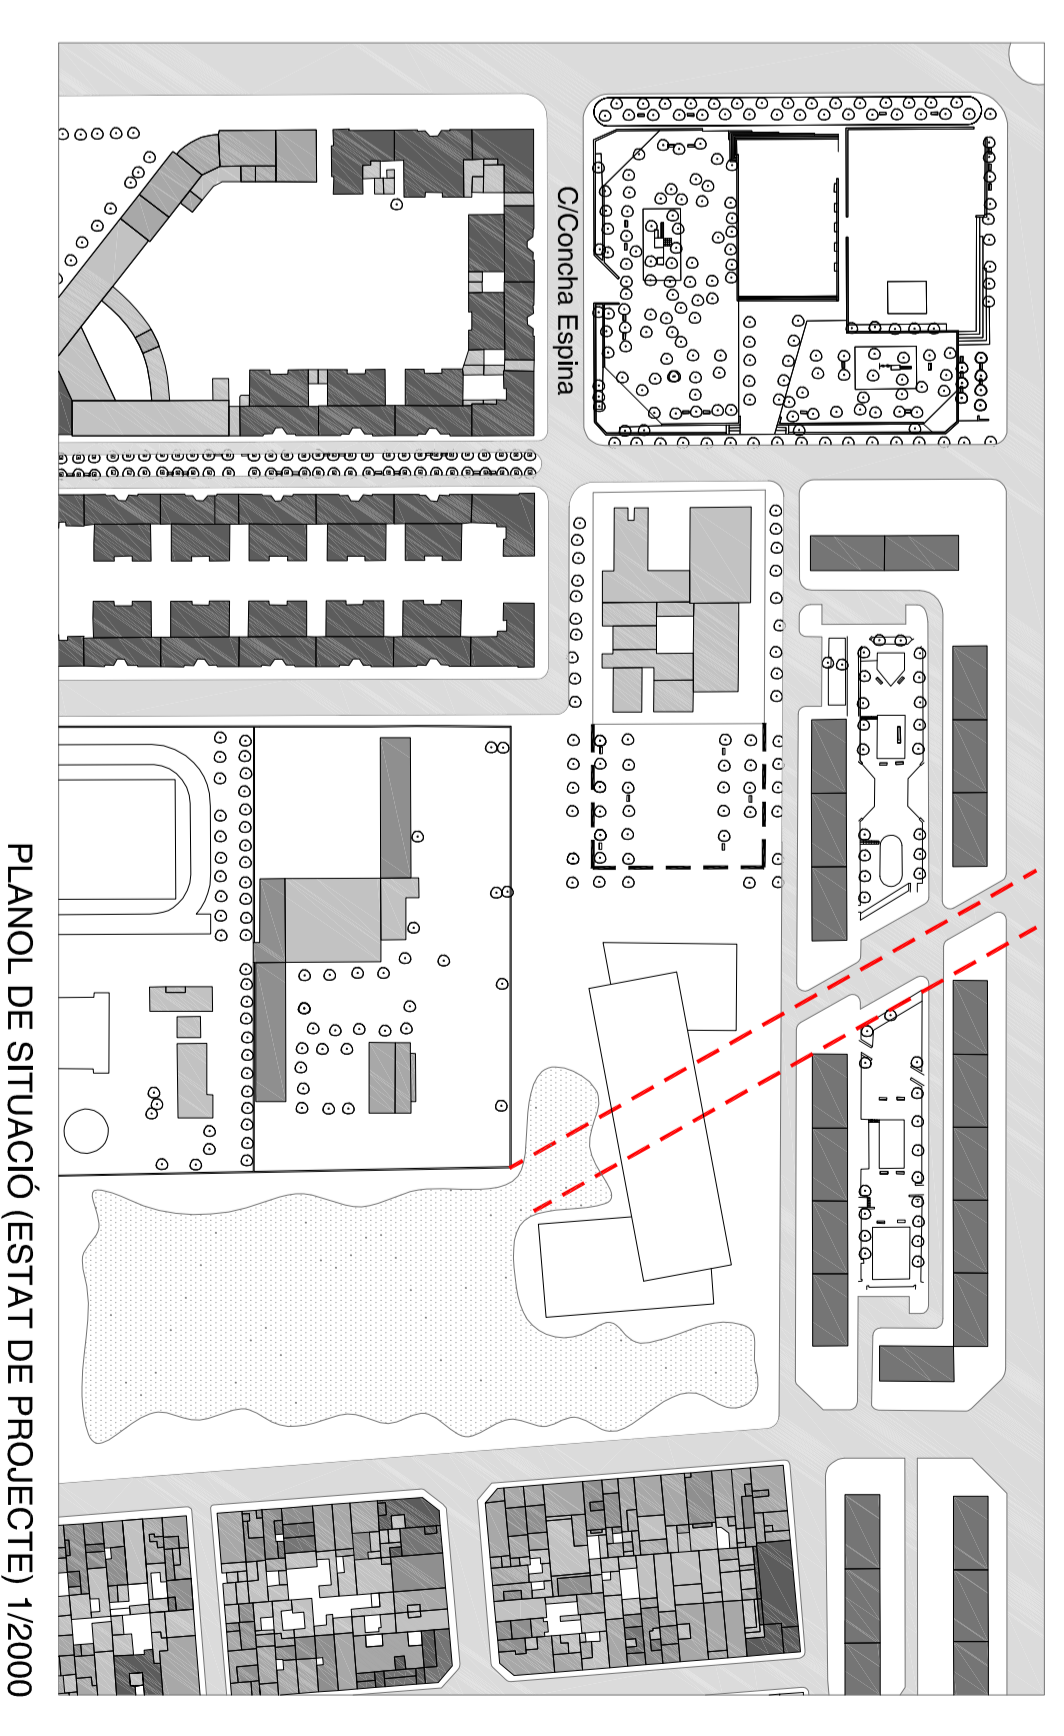 C/Concha Espina
PLANOL DE SITUACIÓ (ESTAT DE PROJECTE) 1/2000